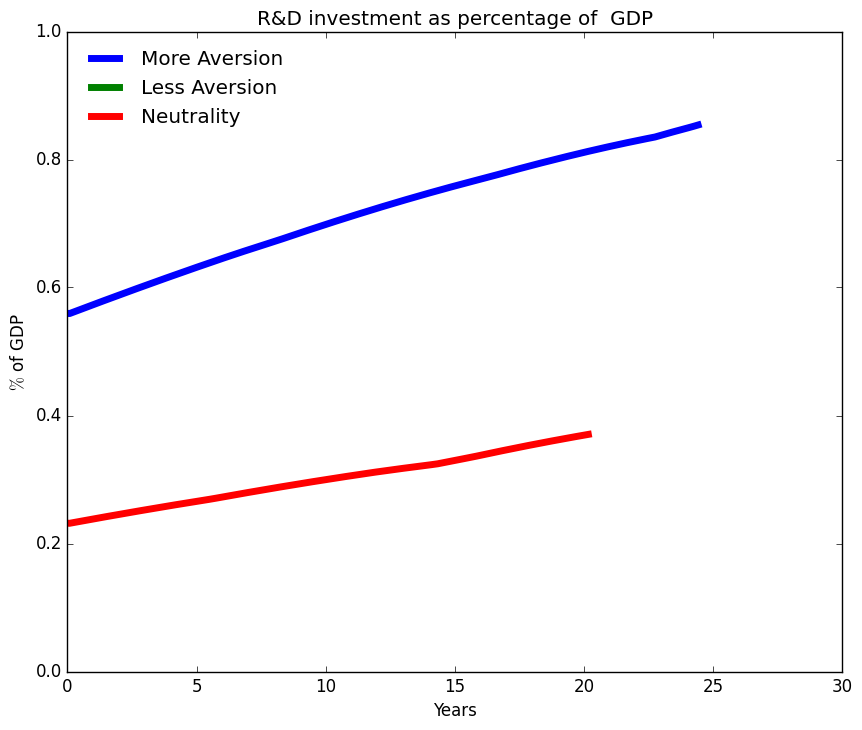 R&D investment as percentage of  GDP
More Aversion
Less Aversion
Neutrality
% of GDP
1.0
0.8
0.6
0.4
0.2
0.0
0 5 10 15 20 25 30
Years